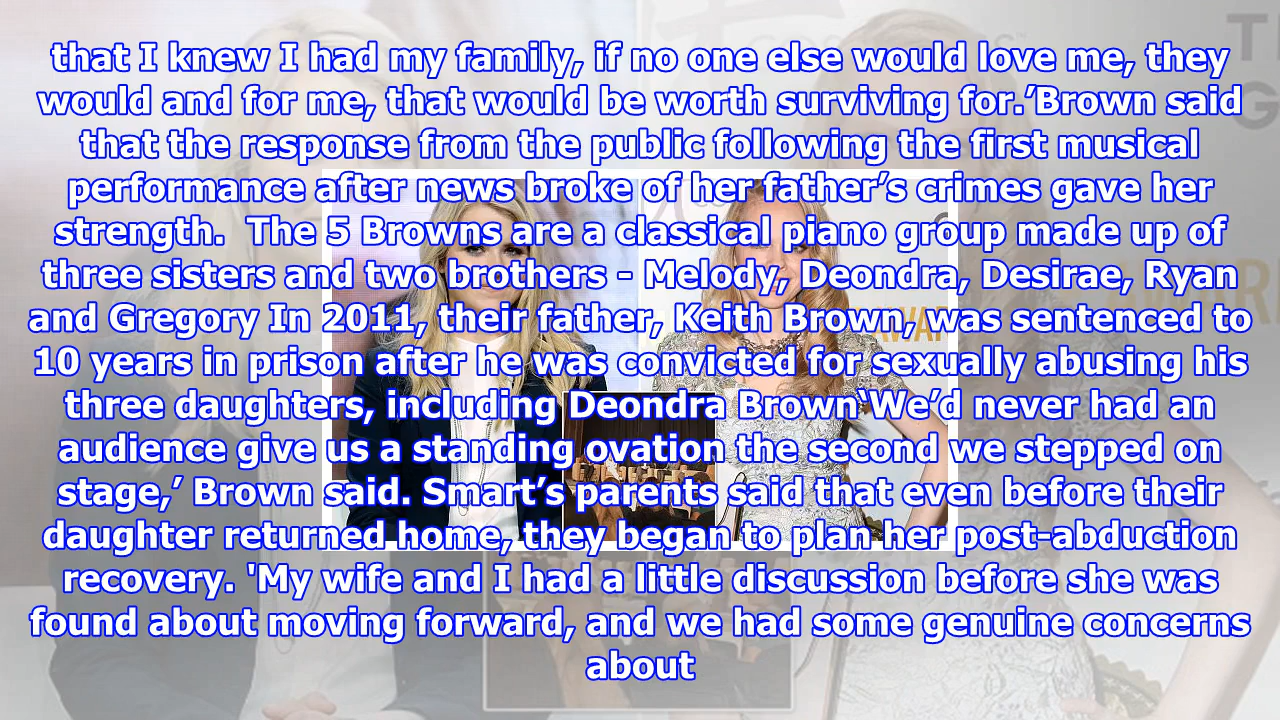 that I knew I had my family, if no one else would love me, they
would and for me, that would be worth surviving for.’Brown said
that the response from the public following the first musical
performance after news broke of her father’s crimes gave her
strength.  The 5 Browns are a classical piano group made up of
three sisters and two brothers - Melody, Deondra, Desirae, Ryan
and Gregory In 2011, their father, Keith Brown, was sentenced to
10 years in prison after he was convicted for sexually abusing his
three daughters, including Deondra Brown‘We’d never had an
audience give us a standing ovation the second we stepped on
stage,’ Brown said. Smart’s parents said that even before their
daughter returned home, they began to plan her post-abduction
recovery. 'My wife and I had a little discussion before she was
found about moving forward, and we had some genuine concerns
about